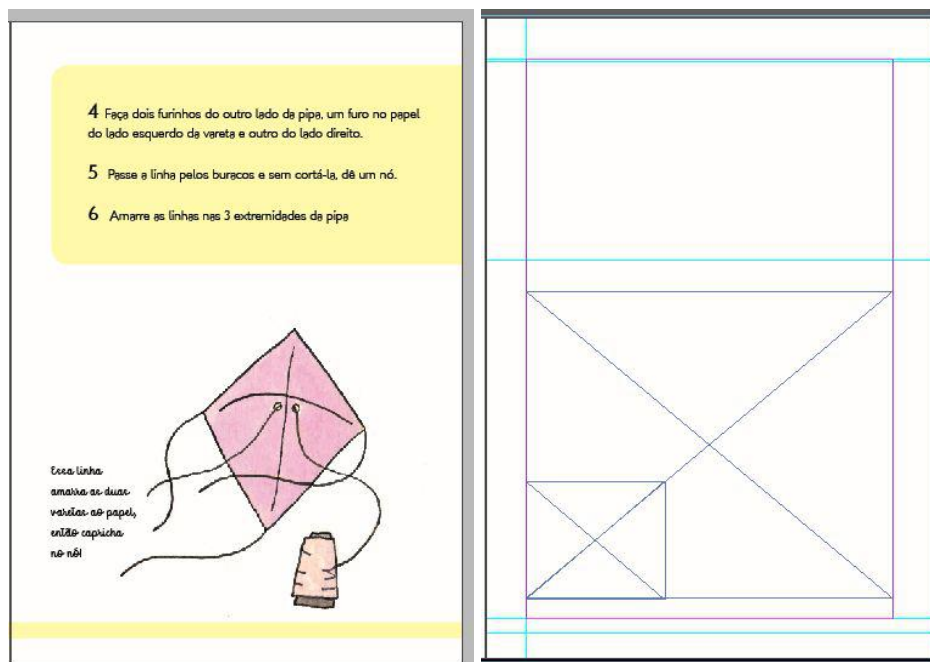 4 Faça dois furinhos do outro lado da pipa, um furo no papel
do lado esquerdo da vareta e outro do lado direito.
5 Passe a linha pelos buracos e sem cortá-la, dê um nó.
6 Amarre as linhas nas 3 extremidades da pipa
Essa linha
amarra as duas
varetas ao papel,
então capricha
no nó!